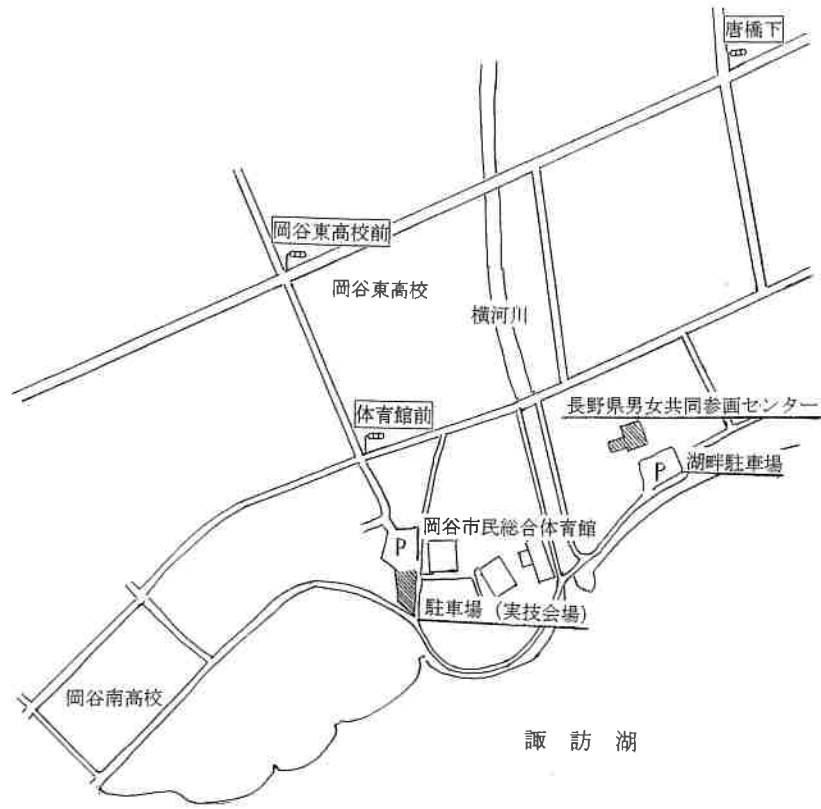 唐橋下
岡谷東高校前
岡谷東高校
横河川
体育館前
長野県男女共同参画センター
P
湖畔駐車場
岡谷市民総合体育館
P
駐車場（実技会場）
岡谷南高校
諏訪湖